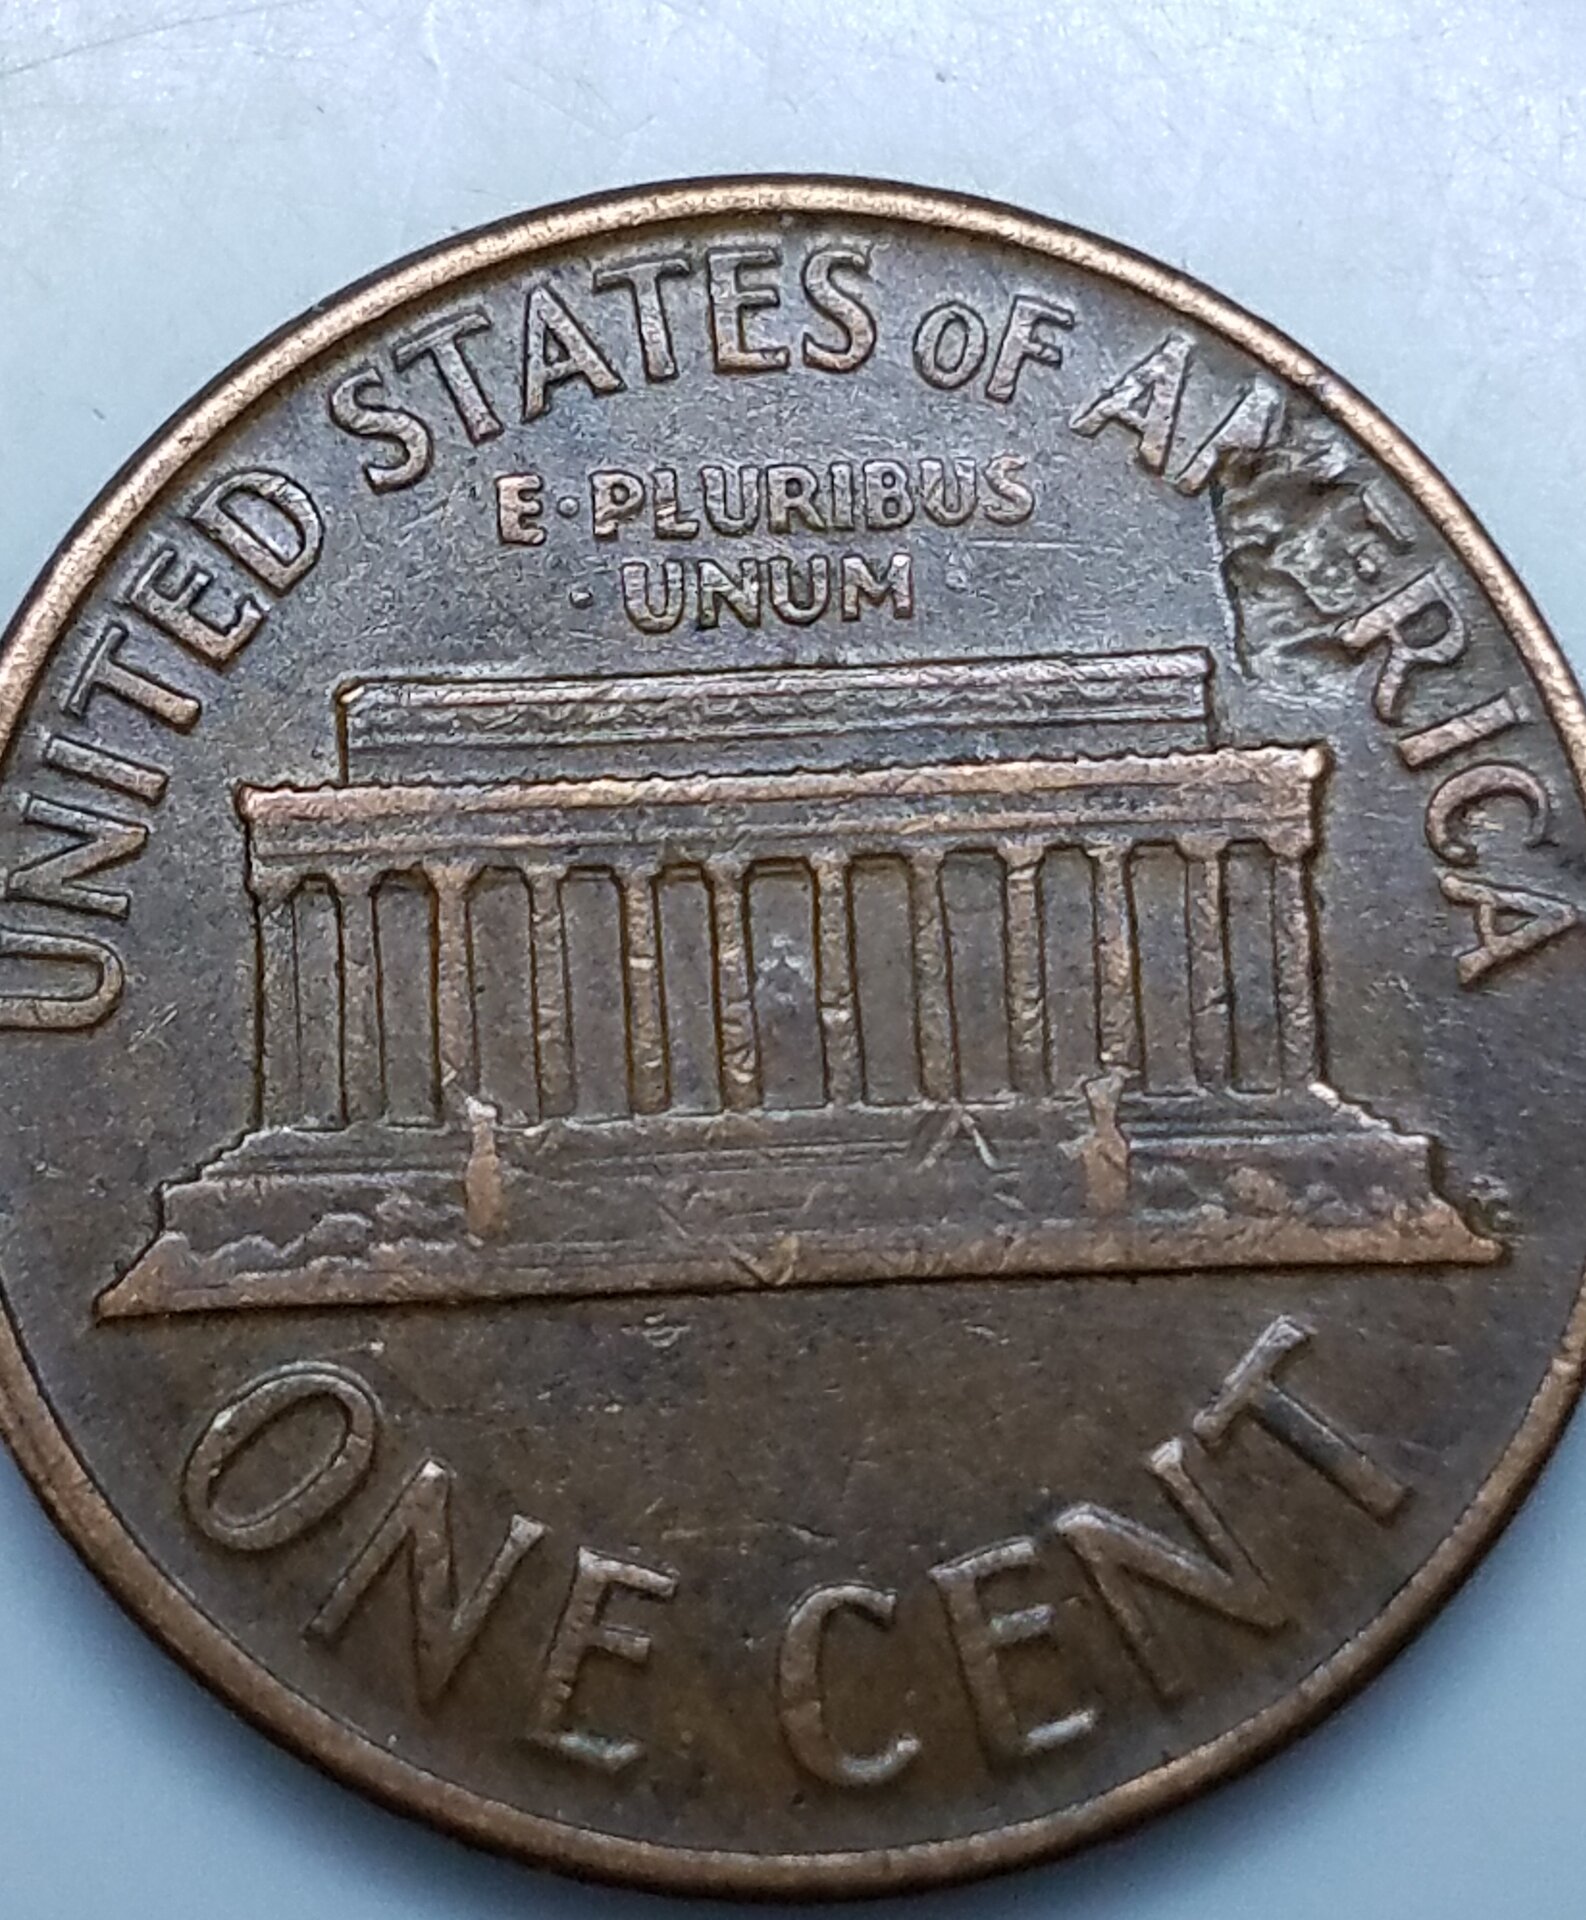 UNITED STATES OF AMERICA
E·PLURIBUS
·UNUM·
ONE CENT